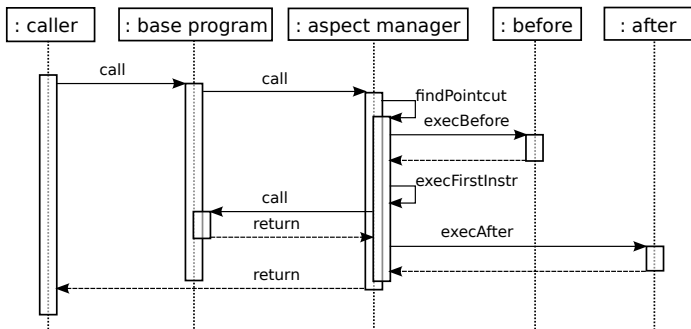 : caller
: base program
: aspect manager
: before
: after
call
call
findPointcut
execBefore
execFirstInstr
call
return
execAfter
return